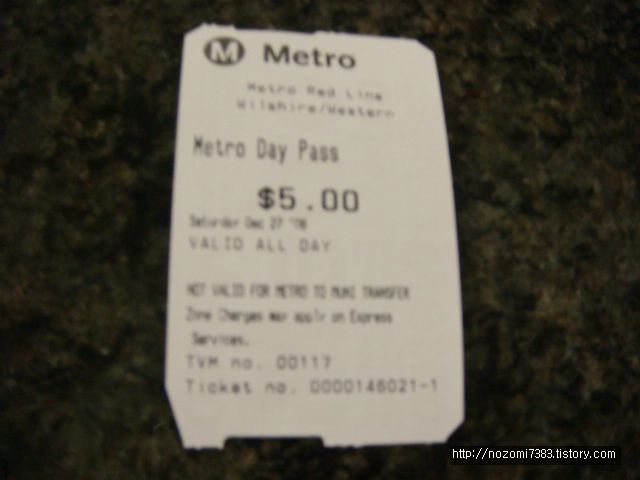 M Metro
Metro Red Line
Wilshire/Western
Metro Day Pass
$5.00
Saturday Dec 27
VALID ALL DAY
NOT VALID FOR METRO TO MUNI TRANSFER
Zone Charges may apply on Express
Services.
TVM no. 00117
Ticket no. 0000146021-1
http://nozomi7383.tistory.com